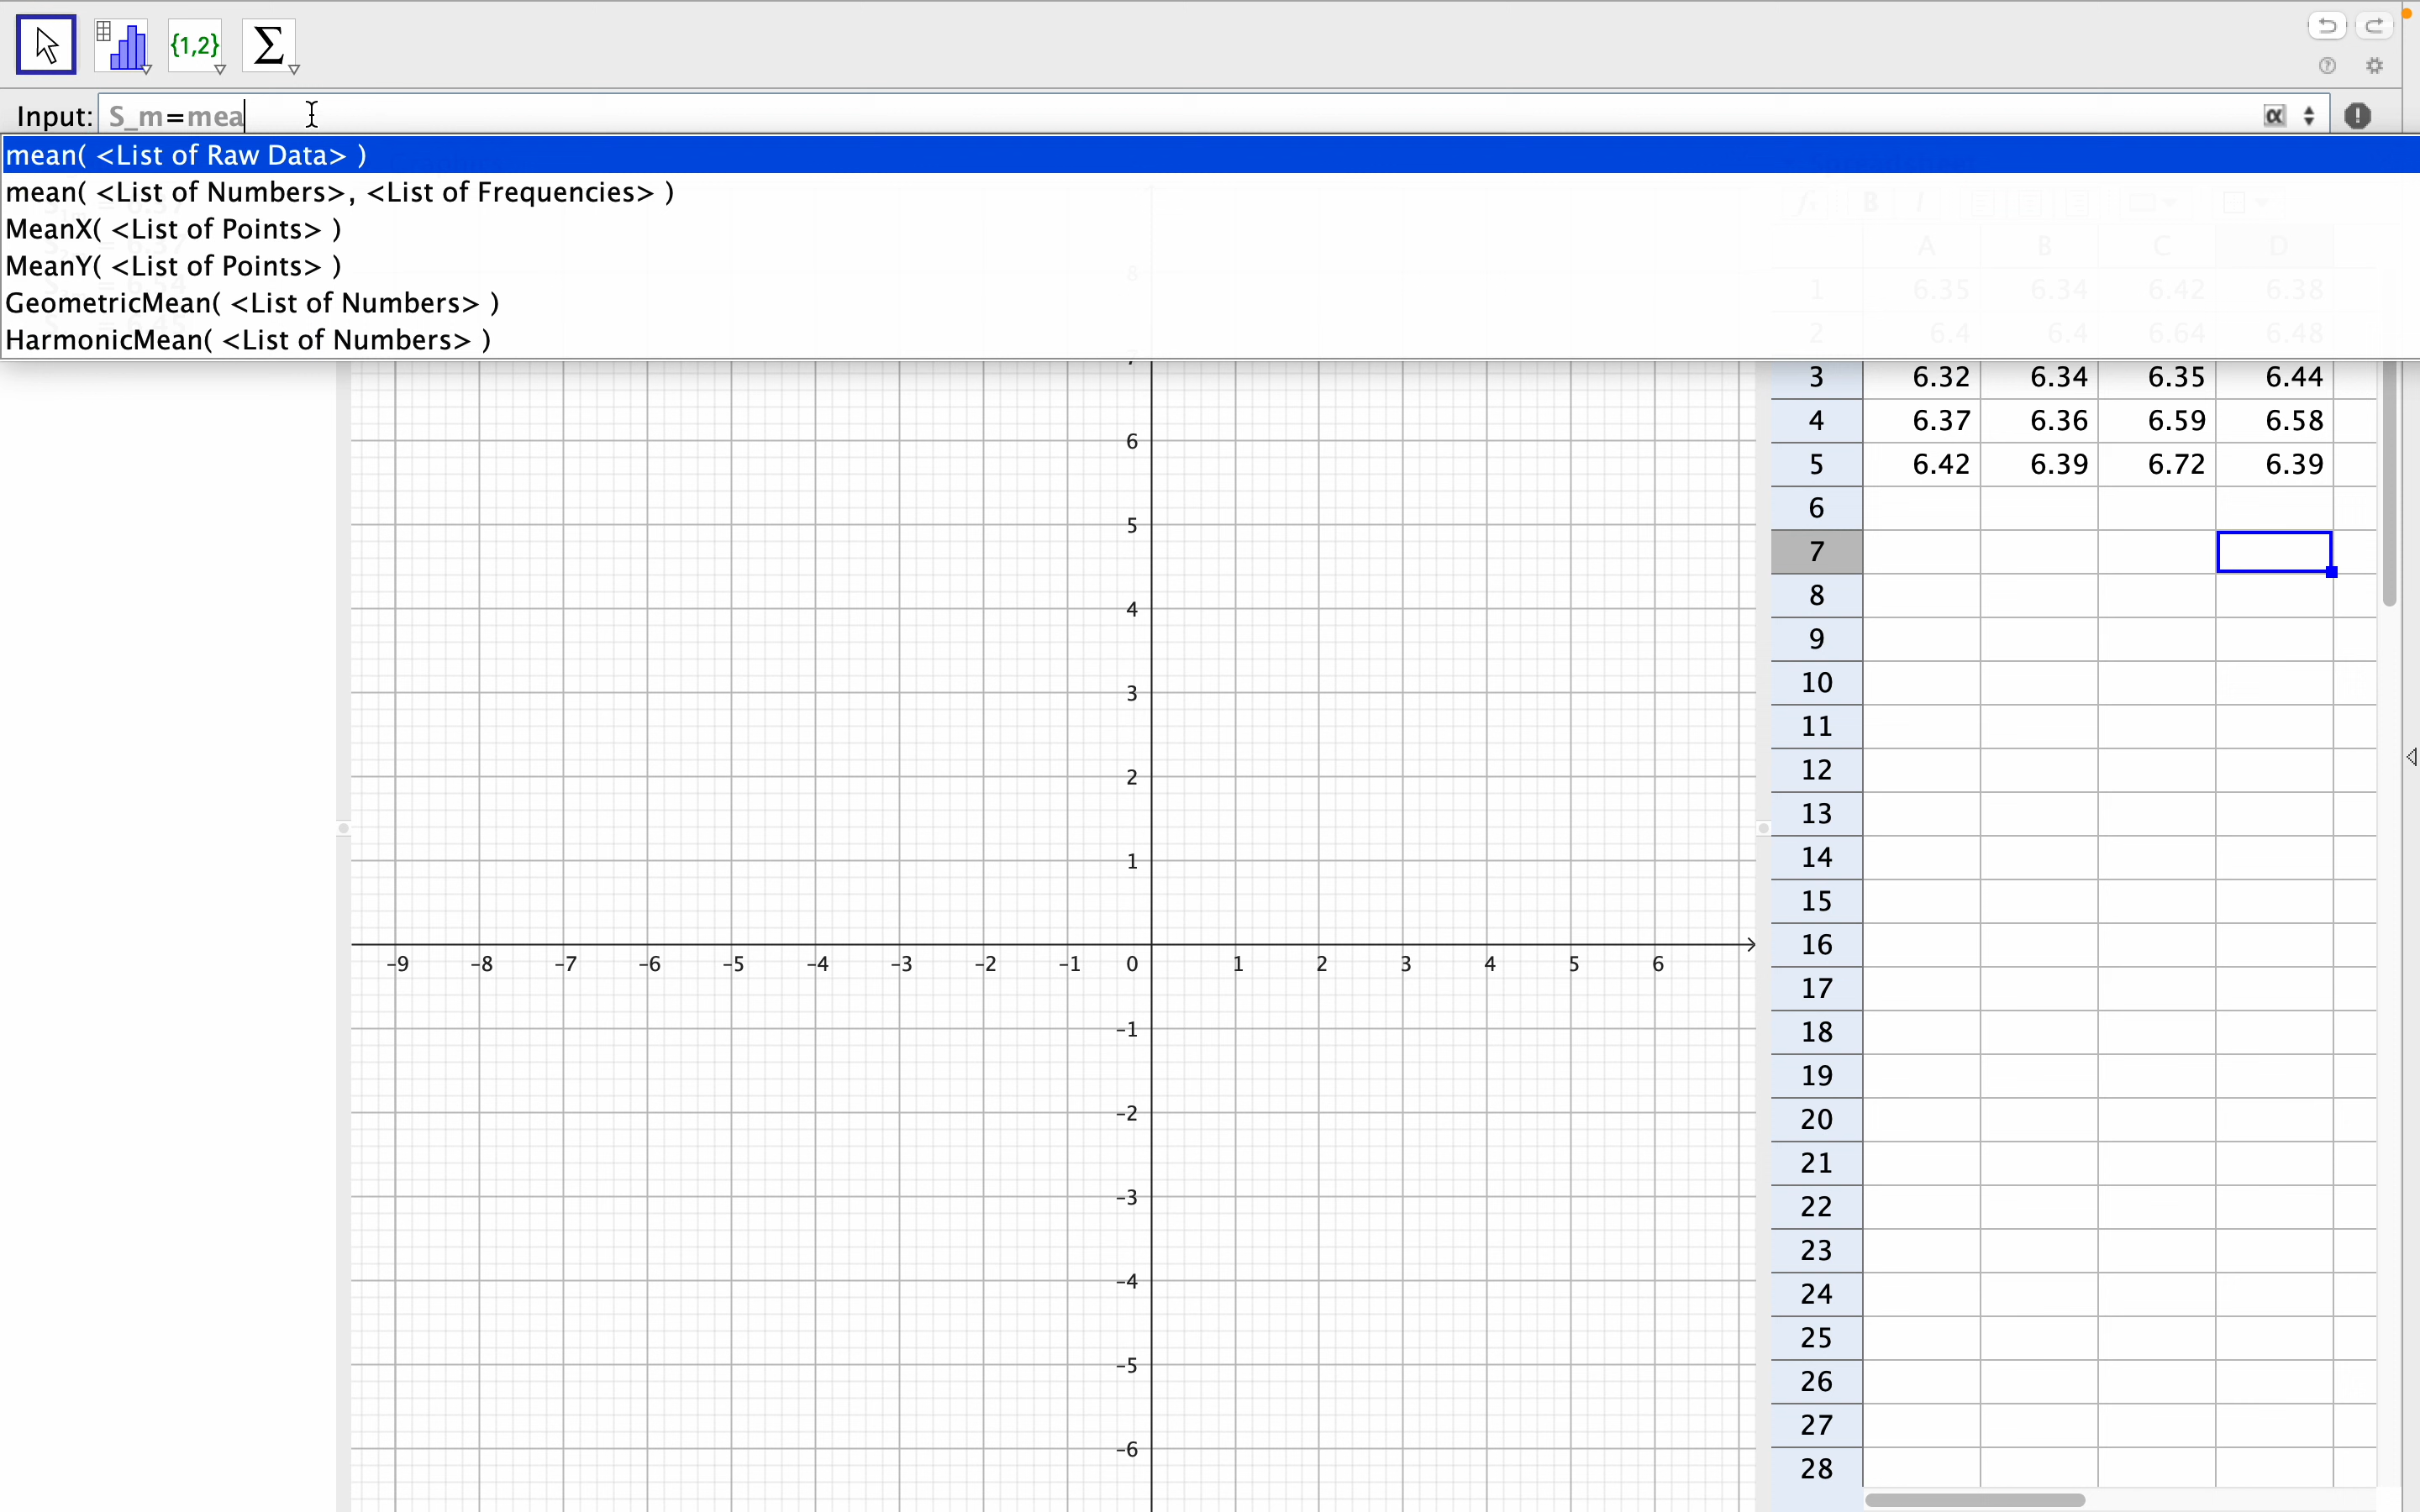 {1,2} Σ
Input: S_m=mea α
mean( <List of Raw Data> )
mean( <List of Numbers>, <List of Frequencies> )
MeanX( <List of Points> )
MeanY( <List of Points> )
GeometricMean( <List of Numbers> )
HarmonicMean( <List of Numbers> )
B I
A B C D
1 6.35 6.34 6.42 6.38
2 6.4 6.4 6.64 6.48
3 6.32 6.34 6.35 6.44
4 6.37 6.36 6.59 6.58
5 6.42 6.39 6.72 6.39
6
7
8
9
10
11
12
13
14
15
16
17
18
19
20
21
22
23
24
25
26
27
28
8
6
5
4
3
2
1
-9 -8 -7 -6 -5 -4 -3 -2 -1 0 1 2 3 4 5 6
-1
-2
-3
-4
-5
-6